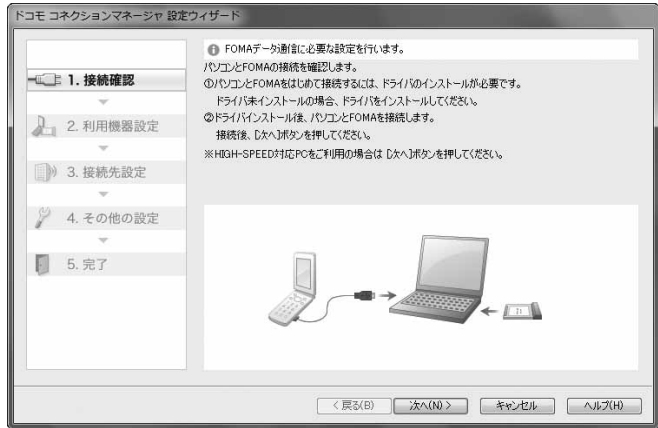 ドコモ コネクションマネージャ 設定ウィザード
1. 接続確認
2. 利用機器設定
3. 接続先設定
4. その他の設定
5. 完了
FOMAデータ通信に必要な設定を行います。
パソコンとFOMAの接続を確認します。
①パソコンとFOMAをはじめて接続するには、ドライバのインストールが必要です。
ドライバ未インストールの場合、ドライバをインストールしてください。
②ドライバインストール後、パソコンとFOMAを接続します。
接続後、[次へ]ボタンを押してください。
※HIGH-SPEED対応PCをご利用の場合は [次へ]ボタンを押してください。
< 戻る(B)
次へ(N) >
キャンセル
ヘルプ(H)